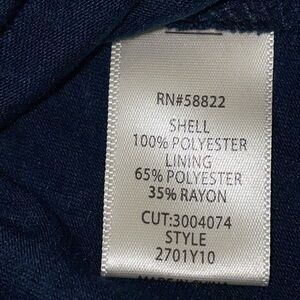 RN#58822
SHELL
100% POLYESTER
LINING
65% POLYESTER
35% RAYON
CUT:3004074
STYLE
2701Y10